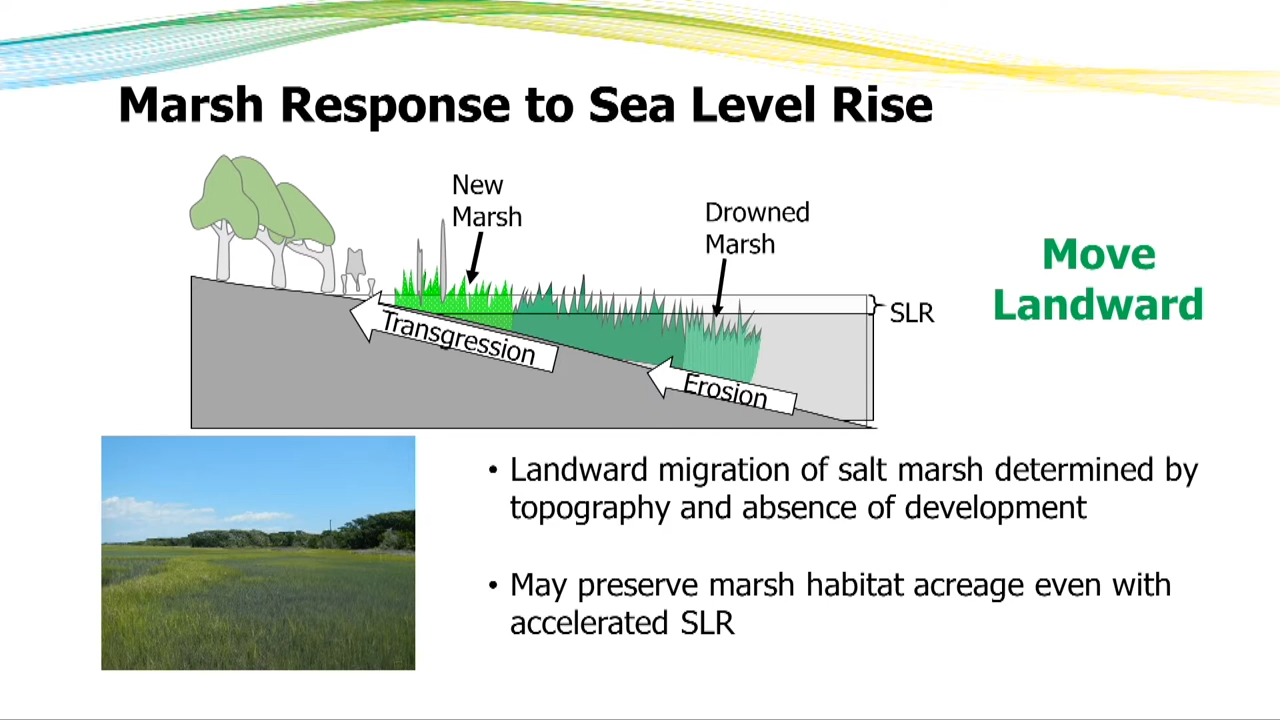 Marsh Response to Sea Level Rise
New
Marsh
Drowned
Marsh
Move
Landward
SLR
Transgression
Erosion
• Landward migration of salt marsh determined by
topography and absence of development
• May preserve marsh habitat acreage even with
accelerated SLR